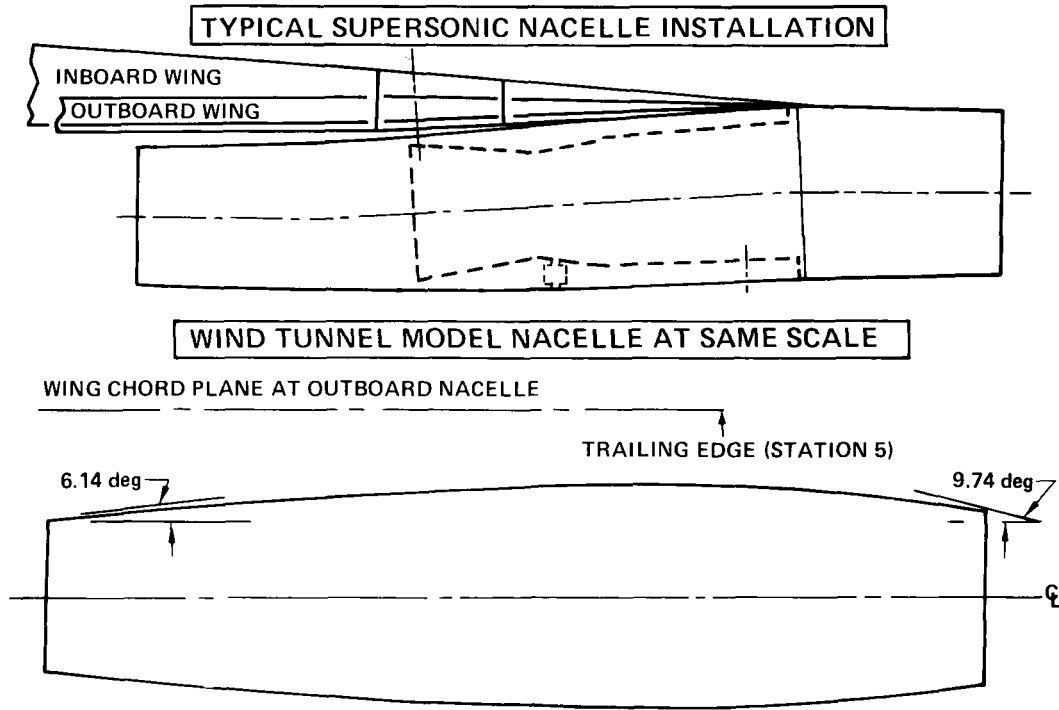 TYPICAL SUPERSONIC NACELLE INSTALLATION
INBOARD WING
OUTBOARD WING
WIND TUNNEL MODEL NACELLE AT SAME SCALE
WING CHORD PLANE AT OUTBOARD NACELLE
TRAILING EDGE (STATION 5)
6.14 deg
9.74 deg
℄